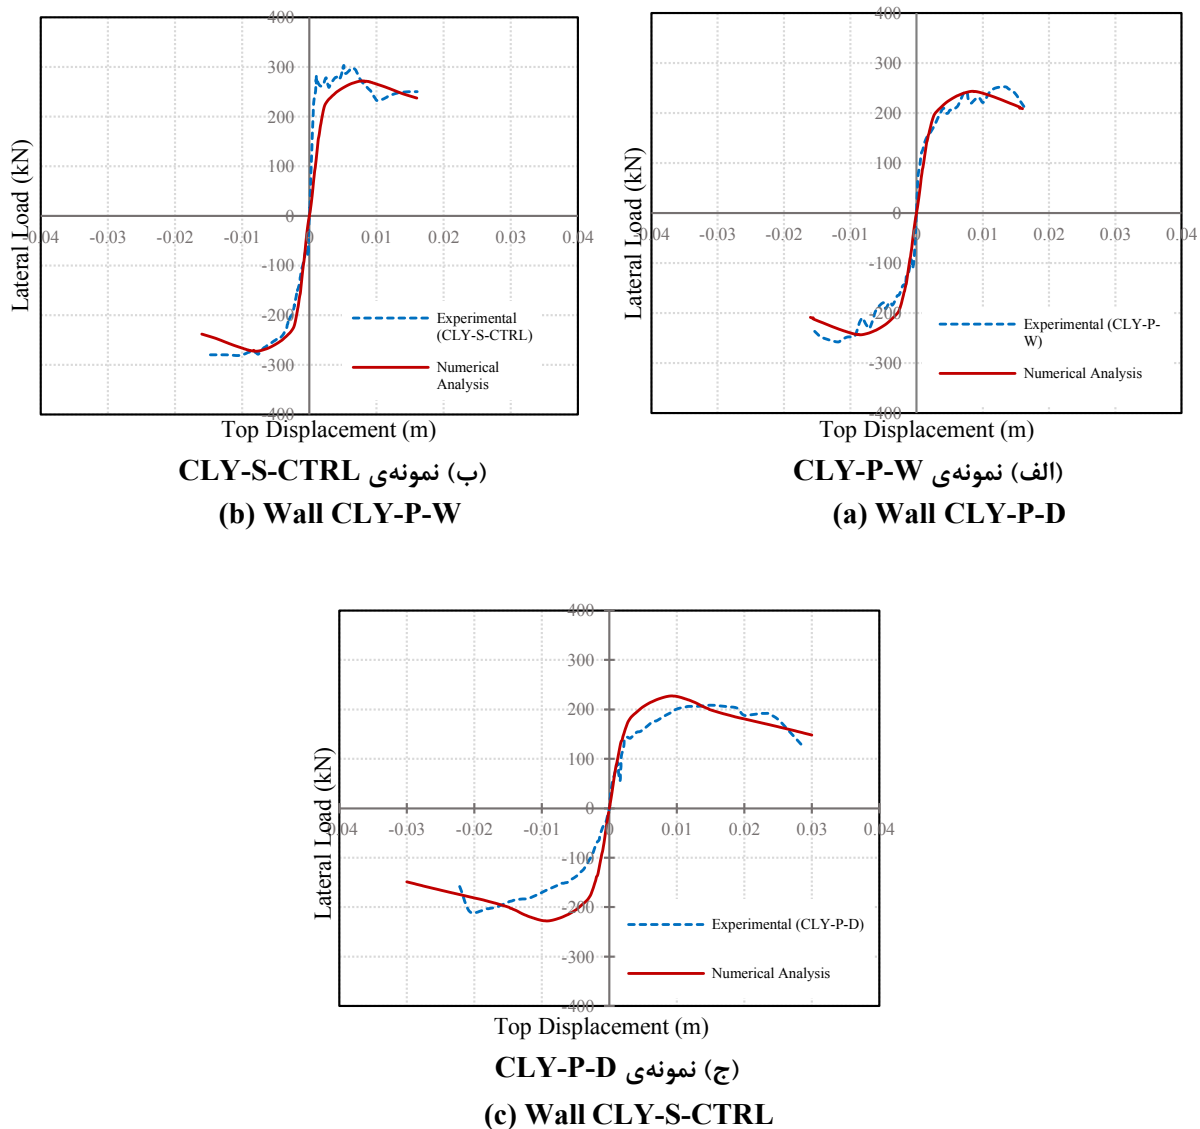 400
300
200
100
0
-100
-200
-300
-400
-0.04 -0.03 -0.02 -0.01 0 0.01 0.02 0.03 0.04
Lateral Load (kN)
Experimental
(CLY-S-CTRL)
Numerical
Analysis
Top Displacement (m)
(ب) نمونه‌ی CLY-S-CTRL
(b) Wall CLY-P-W
400
300
200
100
0
-100
-200
-300
-400
-0.04 -0.03 -0.02 -0.01 0 0.01 0.02 0.03 0.04
Lateral Load (kN)
Experimental (CLY-P-
W)
Numerical Analysis
Top Displacement (m)
(الف) نمونه‌ی CLY-P-W
(a) Wall CLY-P-D
400
300
200
100
0
-100
-200
-300
-400
-0.04 -0.03 -0.02 -0.01 0 0.01 0.02 0.03 0.04
Lateral Load (kN)
Experimental (CLY-P-D)
Numerical Analysis
Top Displacement (m)
(ج) نمونه‌ی CLY-P-D
(c) Wall CLY-S-CTRL